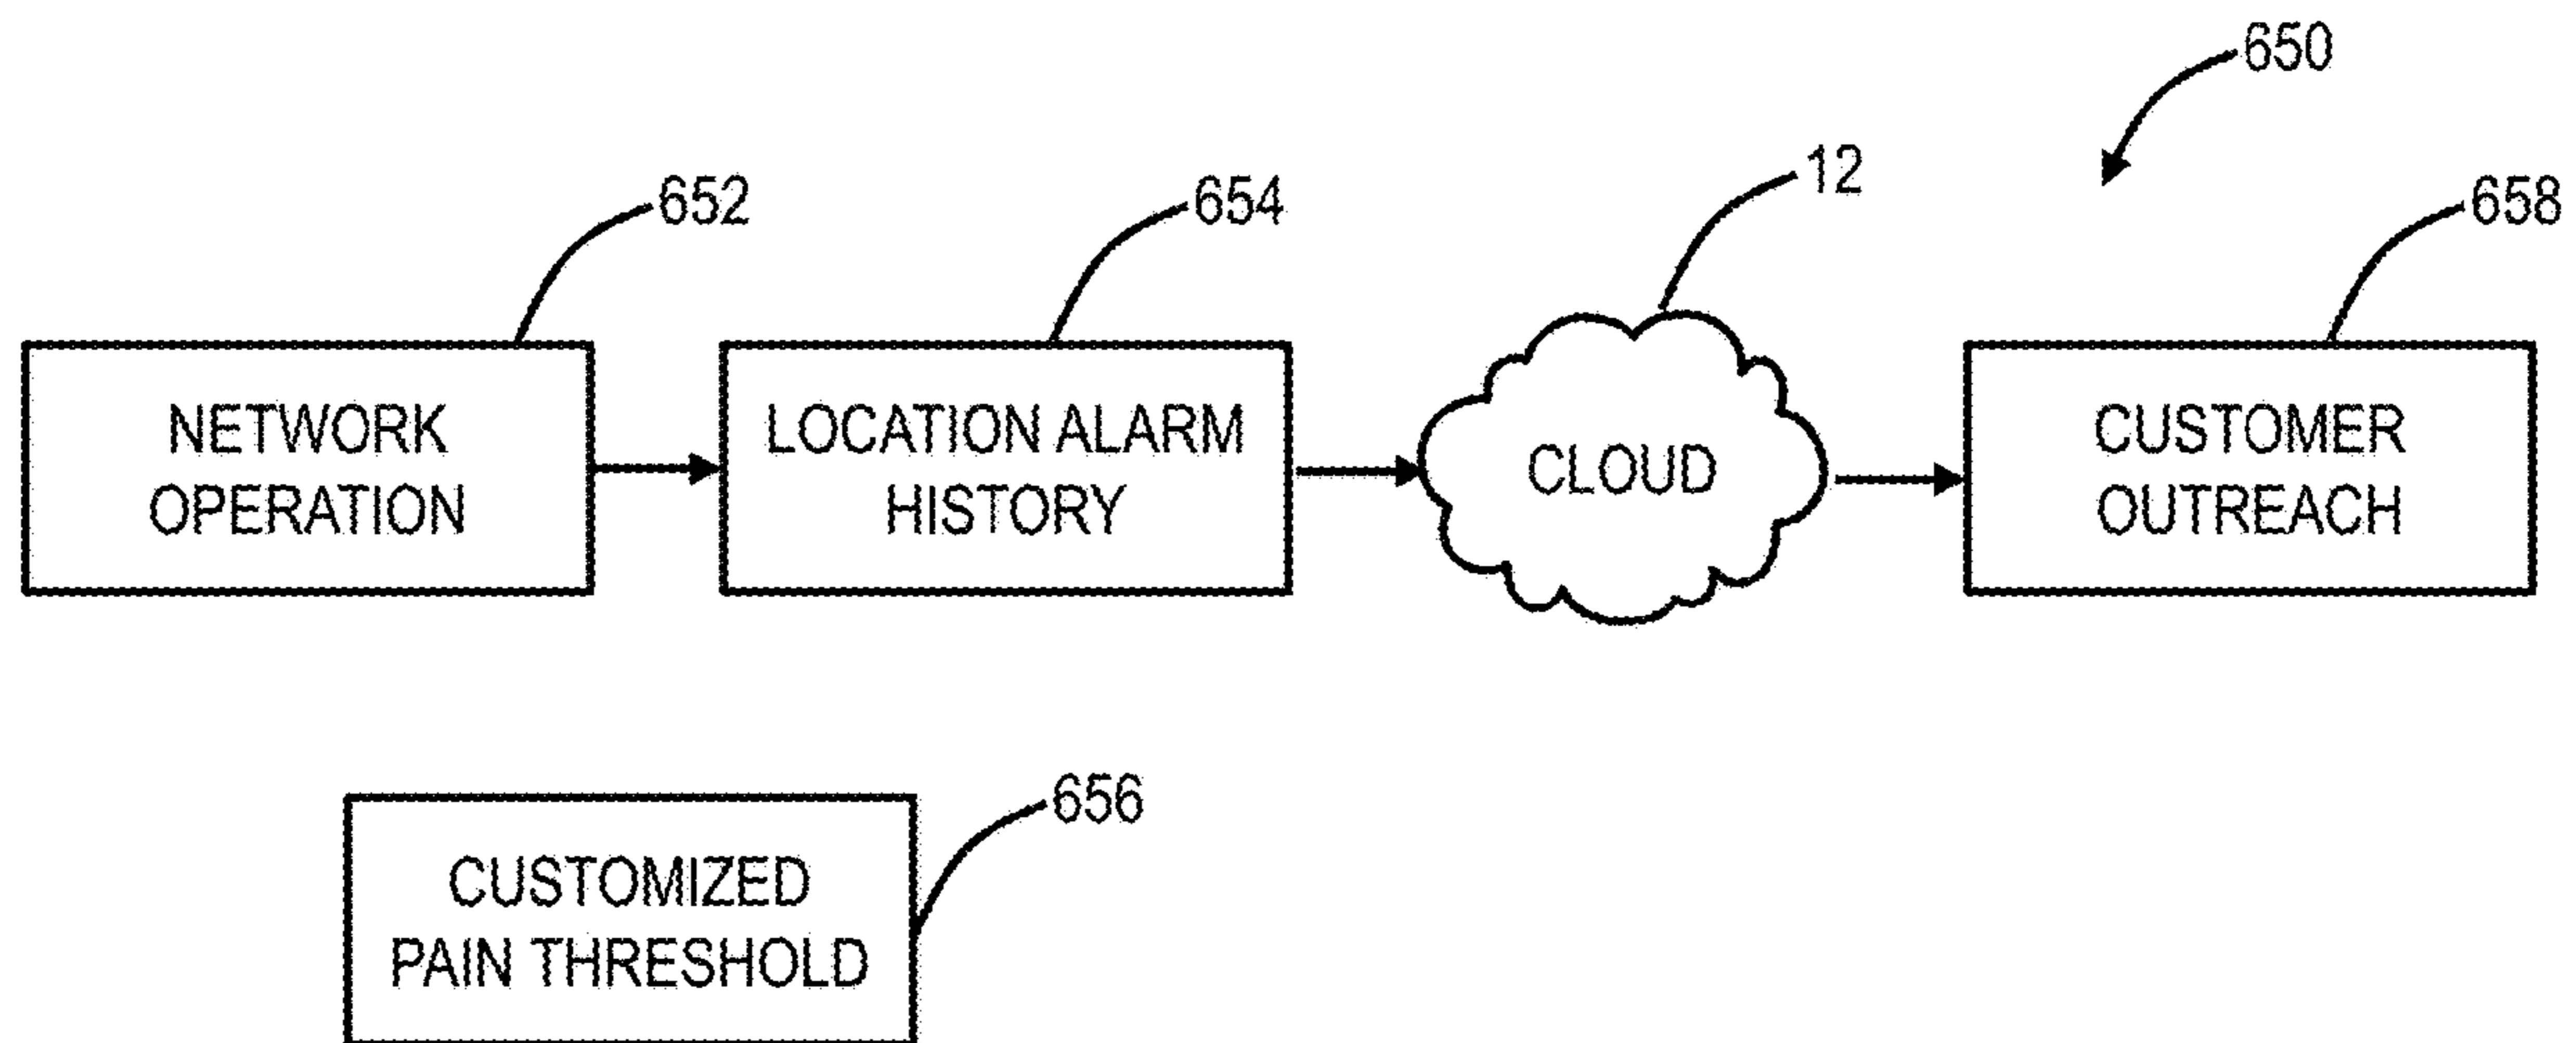 650
12
652
654
658
NETWORK
OPERATION
LOCATION ALARM
HISTORY
CLOUD
CUSTOMER
OUTREACH
656
CUSTOMIZED
PAIN THRESHOLD